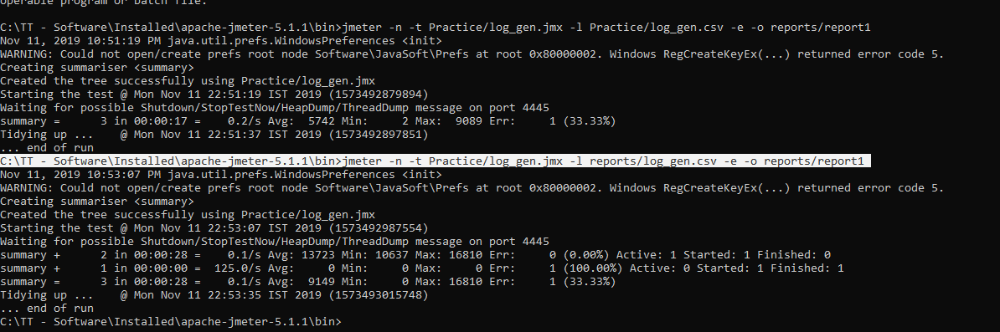 operable program or batch file.
C:\TT - Software\Installed\apache-jmeter-5.1.1\bin>jmeter -n -t Practice/log_gen.jmx -l Practice/log_gen.csv -e -o reports/report1
Nov 11, 2019 10:51:19 PM java.util.prefs.WindowsPreferences <init>
WARNING: Could not open/create prefs root node Software\JavaSoft\Prefs at root 0x80000002. Windows RegCreateKeyEx(...) returned error code 5.
Creating summariser <summary>
Created the tree successfully using Practice/log_gen.jmx
Starting the test @ Mon Nov 11 22:51:19 IST 2019 (1573492879894)
Waiting for possible Shutdown/StopTestNow/HeapDump/ThreadDump message on port 4445
summary =      3 in 00:00:17 =    0.2/s Avg:  5742 Min:     2 Max:  9089 Err:     1 (33.33%)
Tidying up ...    @ Mon Nov 11 22:51:37 IST 2019 (1573492897851)
... end of run
C:\TT - Software\Installed\apache-jmeter-5.1.1\bin>jmeter -n -t Practice/log_gen.jmx -l reports/log_gen.csv -e -o reports/report1
Nov 11, 2019 10:53:07 PM java.util.prefs.WindowsPreferences <init>
WARNING: Could not open/create prefs root node Software\JavaSoft\Prefs at root 0x80000002. Windows RegCreateKeyEx(...) returned error code 5.
Creating summariser <summary>
Created the tree successfully using Practice/log_gen.jmx
Starting the test @ Mon Nov 11 22:53:07 IST 2019 (1573492987554)
Waiting for possible Shutdown/StopTestNow/HeapDump/ThreadDump message on port 4445
summary +      2 in 00:00:28 =    0.1/s Avg: 13723 Min: 10637 Max: 16810 Err:     0 (0.00%) Active: 1 Started: 1 Finished: 0
summary +      1 in 00:00:00 =  125.0/s Avg:     0 Min:     0 Max:     0 Err:     1 (100.00%) Active: 0 Started: 1 Finished: 1
summary =      3 in 00:00:28 =    0.1/s Avg:  9149 Min:     0 Max: 16810 Err:     1 (33.33%)
Tidying up ...    @ Mon Nov 11 22:53:35 IST 2019 (1573493015748)
... end of run
C:\TT - Software\Installed\apache-jmeter-5.1.1\bin>